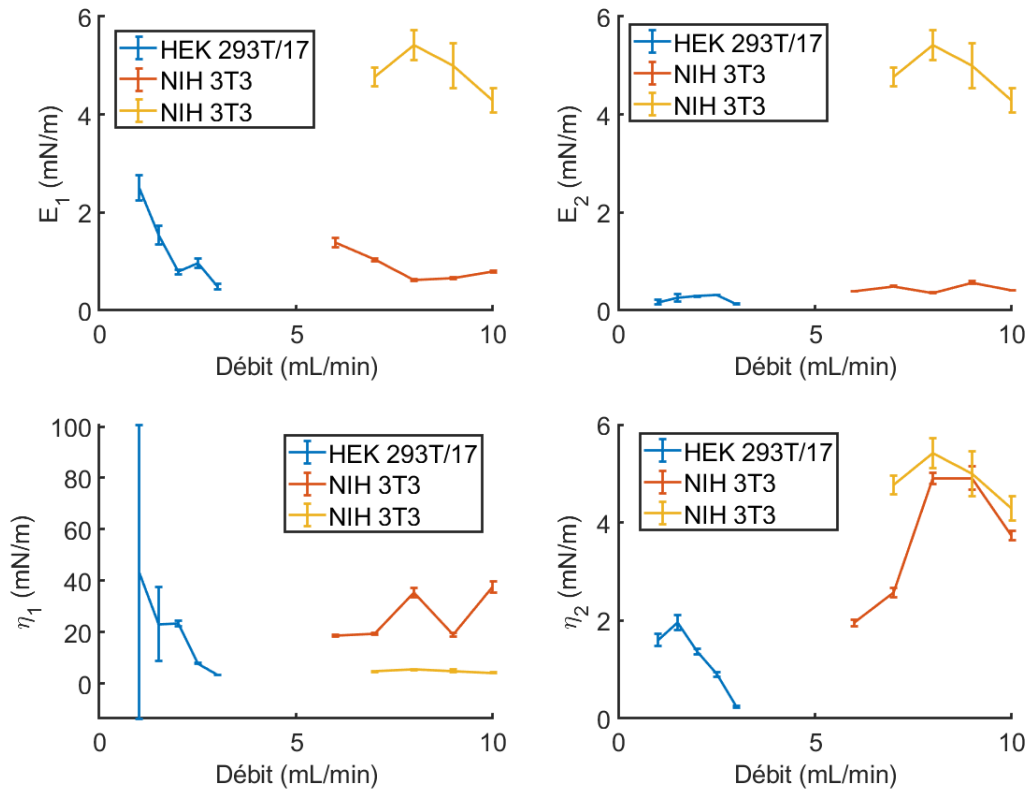 6
4
2
0
E1 (mN/m)
HEK 293T/17
NIH 3T3
NIH 3T3
0
5
10
Débit (mL/min)
6
4
2
0
E2 (mN/m)
HEK 293T/17
NIH 3T3
NIH 3T3
0
5
10
Débit (mL/min)
100
80
60
40
20
0
η1 (mN/m)
HEK 293T/17
NIH 3T3
NIH 3T3
0
5
10
Débit (mL/min)
6
4
2
0
η2 (mN/m)
HEK 293T/17
NIH 3T3
NIH 3T3
0
5
10
Débit (mL/min)